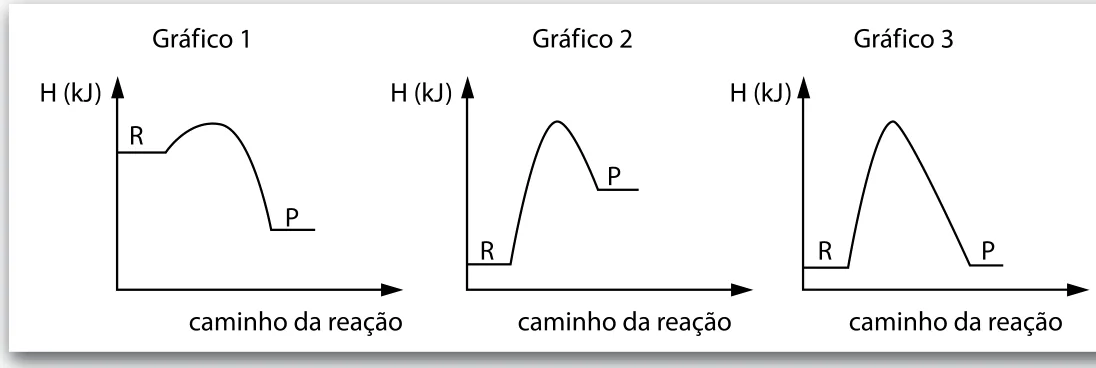 Gráfico 1
H (kJ)
R
P
caminho da reação
Gráfico 2
H (kJ)
R
P
caminho da reação
Gráfico 3
H (kJ)
R
P
caminho da reação